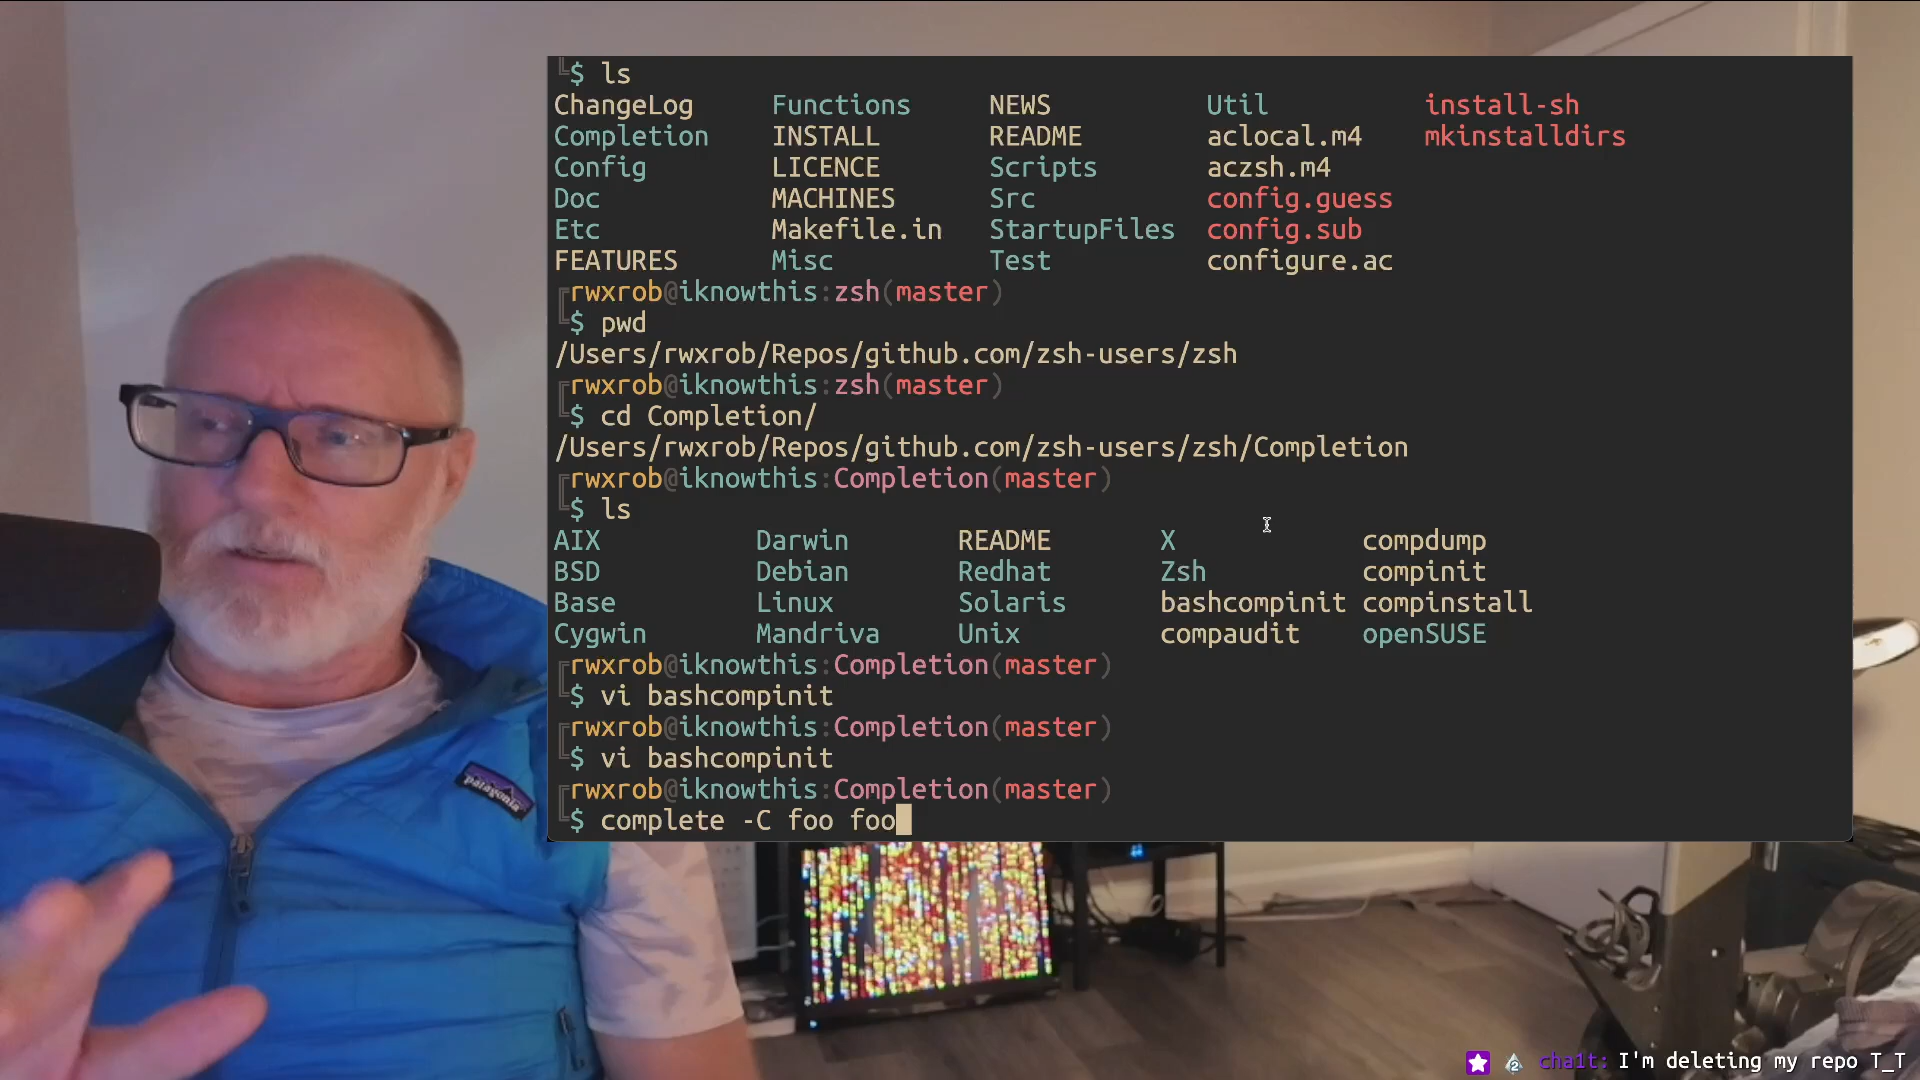 $ ls
ChangeLog Functions NEWS Util install-sh
Completion INSTALL README aclocal.m4 mkinstalldirs
Config LICENCE Scripts aczsh.m4
Doc MACHINES Src config.guess
Etc Makefile.in StartupFiles config.sub
FEATURES Misc Test configure.ac
rwxrob@iknowthis:zsh(master)
$ pwd
/Users/rwxrob/Repos/github.com/zsh-users/zsh
rwxrob@iknowthis:zsh(master)
$ cd Completion/
/Users/rwxrob/Repos/github.com/zsh-users/zsh/Completion
rwxrob@iknowthis:Completion(master)
$ ls
AIX Darwin README X compdump
BSD Debian Redhat Zsh compinit
Base Linux Solaris bashcompinit compinstall
Cygwin Mandriva Unix compaudit openSUSE
rwxrob@iknowthis:Completion(master)
$ vi bashcompinit
rwxrob@iknowthis:Completion(master)
$ vi bashcompinit
rwxrob@iknowthis:Completion(master)
$ complete -C foo foo
patagonia
2 cha1t: I'm deleting my repo T_T